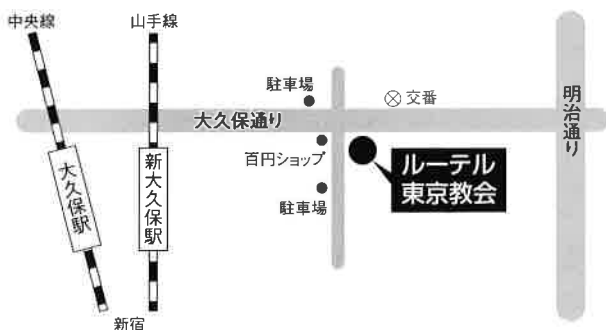 中央線
山手線
駐車場
交番
大久保通り
明治通り
百円ショップ
ルーテル
東京教会
大久保駅
新大久保駅
駐車場
新宿